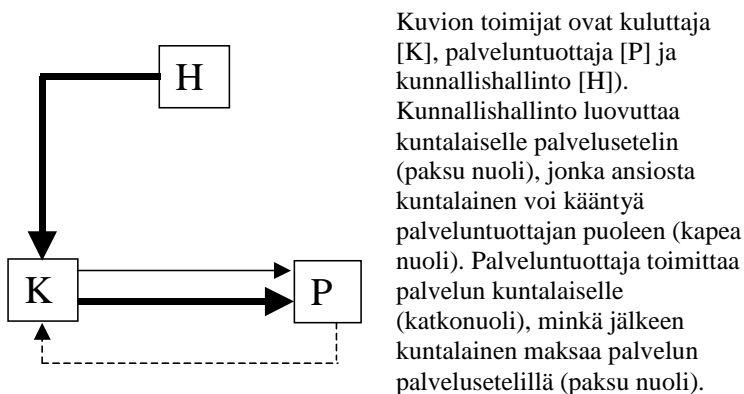 H
K
P
Kuvion toimijat ovat kuluttaja
[K], palveluntuottaja [P] ja
kunnallishallinto [H]).
Kunnallishallinto luovuttaa
kuntalaiselle palvelusetelin
(paksu nuoli), jonka ansiosta
kuntalainen voi kääntyä
palveluntuottajan puoleen (kapea
nuoli). Palveluntuottaja toimittaa
palvelun kuntalaiselle
(katkonuoli), minkä jälkeen
kuntalainen maksaa palvelun
palvelusetelillä (paksu nuoli).